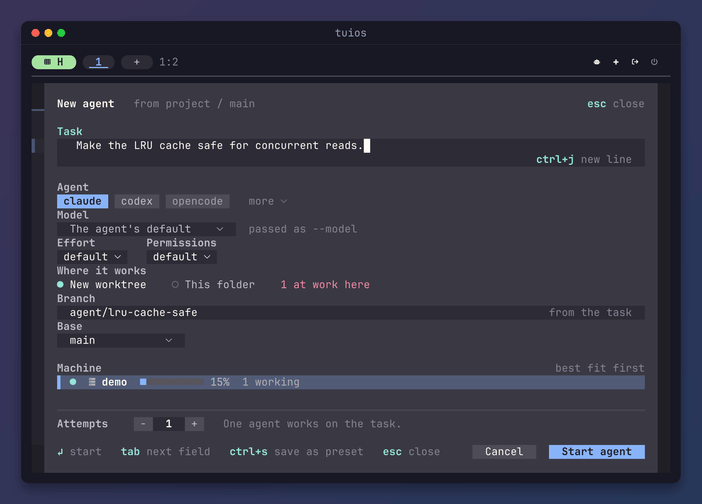 tuios
H 1 + 1:2
New agent from project / main esc close
Task
Make the LRU cache safe for concurrent reads.
ctrl+j new line
Agent
claude codex opencode more
Model
The agent's default passed as --model
Effort Permissions
default default
Where it works
New worktree This folder 1 at work here
Branch
agent/lru-cache-safe from the task
Base
main
Machine best fit first
demo 15% 1 working
Attempts - 1 + One agent works on the task.
↲ start tab next field ctrl+s save as preset esc close Cancel Start agent